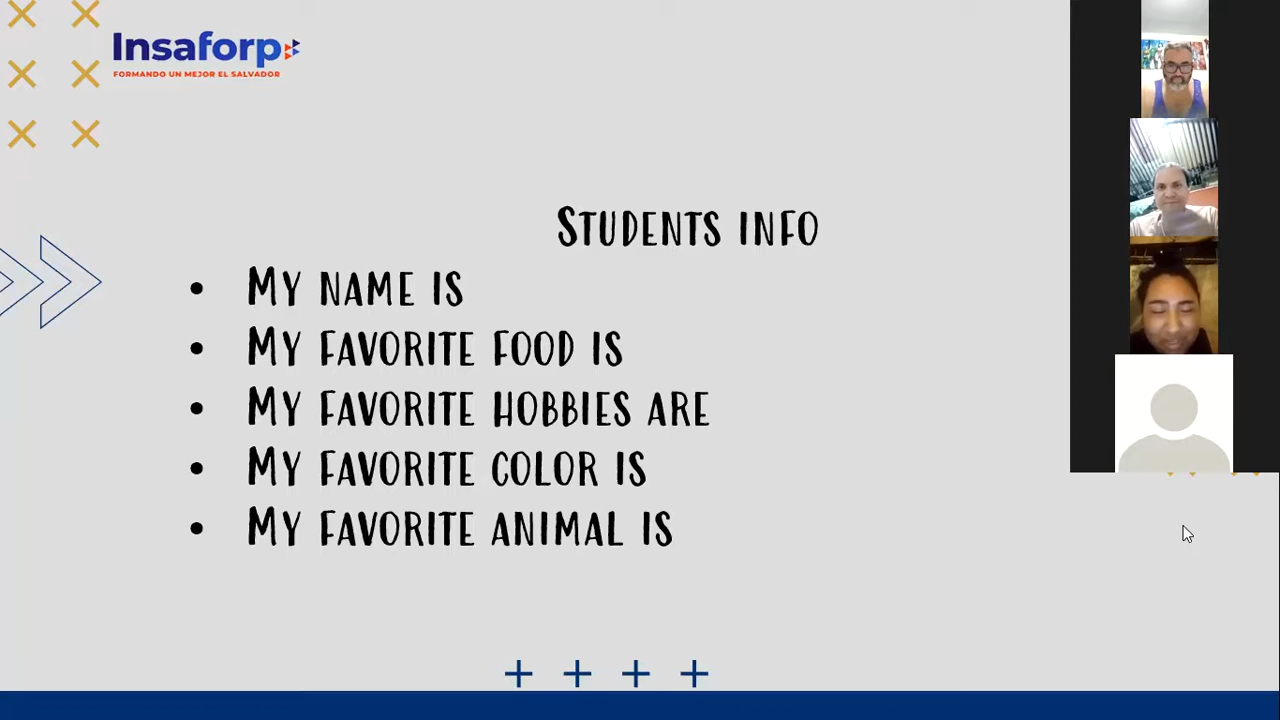 Insaforp
FORMANDO UN MEJOR EL SALVADOR
STUDENTS INFO
• MY NAME IS
• MY FAVORITE FOOD IS
• MY FAVORITE HOBBIES ARE
• MY FAVORITE COLOR IS
• MY FAVORITE ANIMAL IS